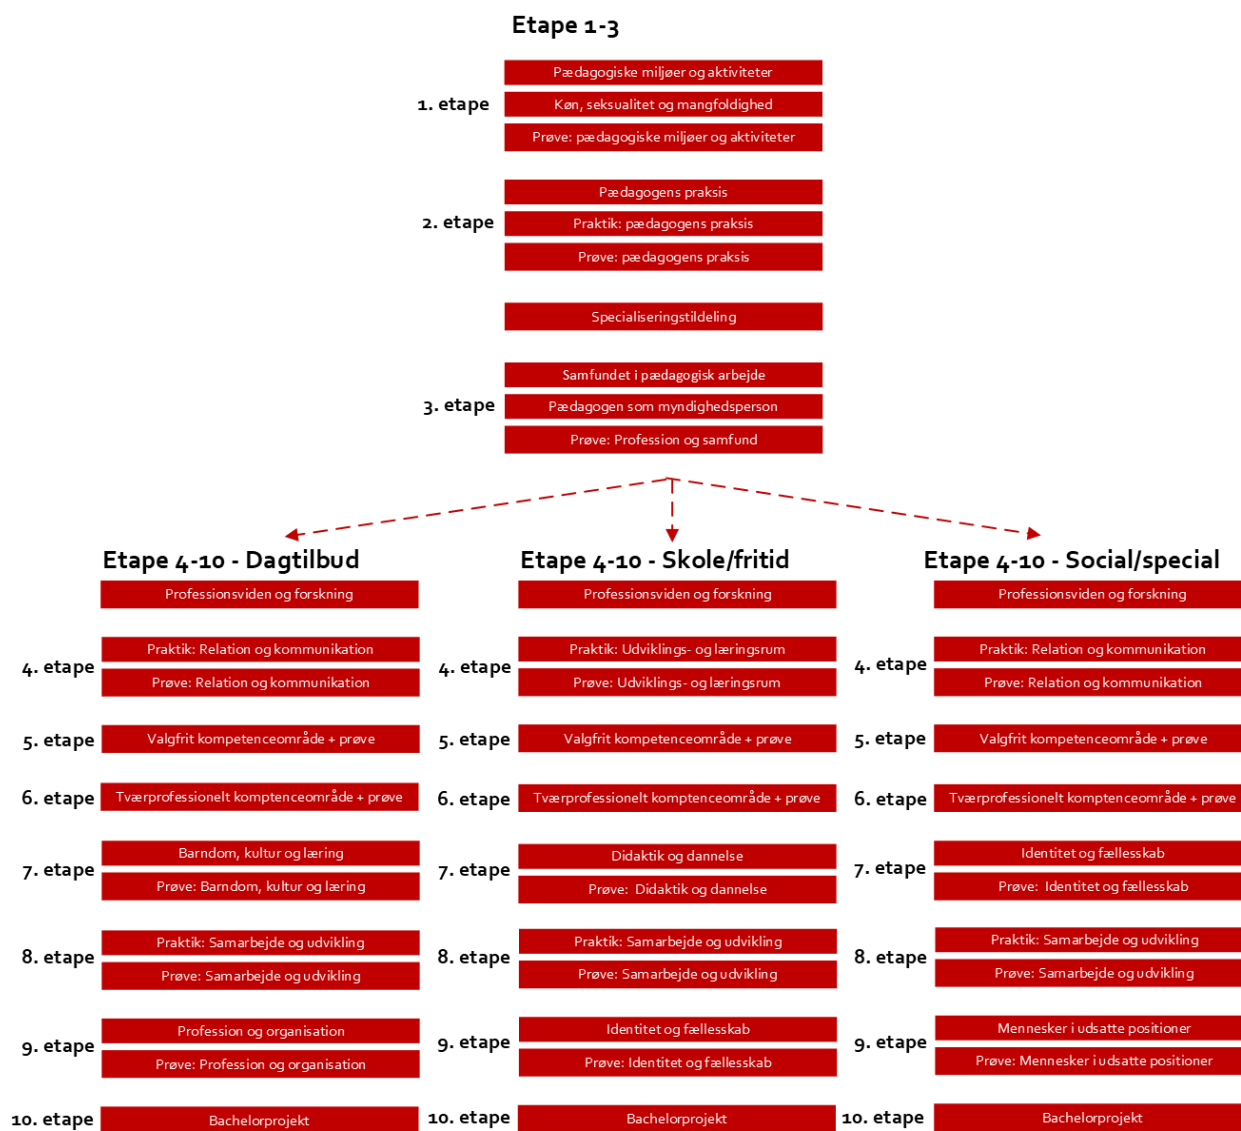 Etape 1-3
Pædagogiske miljøer og aktiviteter
1. etape
Køn, seksualitet og mangfoldighed
Prøve: pædagogiske miljøer og aktiviteter
Pædagogens praksis
2. etape
Praktik: pædagogens praksis
Prøve: pædagogens praksis
Specialiseringstildeling
Samfundet i pædagogisk arbejde
3. etape
Pædagogen som myndighedsperson
Prøve: Profession og samfund
Etape 4-10 - Dagtilbud
Professionsviden og forskning
4. etape
Praktik: Relation og kommunikation
Prøve: Relation og kommunikation
5. etape
Valgfrit kompetenceområde + prøve
6. etape
Tværprofessionelt komptenceområde + prøve
7. etape
Barndom, kultur og læring
Prøve: Barndom, kultur og læring
8. etape
Praktik: Samarbejde og udvikling
Prøve: Samarbejde og udvikling
9. etape
Profession og organisation
Prøve: Profession og organisation
10. etape
Bachelorprojekt
Etape 4-10 - Skole/fritid
Professionsviden og forskning
4. etape
Praktik: Udviklings- og læringsrum
Prøve: Udviklings- og læringsrum
5. etape
Valgfrit kompetenceområde + prøve
6. etape
Tværprofessionelt komptenceområde + prøve
7. etape
Didaktik og dannelse
Prøve: Didaktik og dannelse
8. etape
Praktik: Samarbejde og udvikling
Prøve: Samarbejde og udvikling
9. etape
Identitet og fællesskab
Prøve: Identitet og fællesskab
10. etape
Bachelorprojekt
Etape 4-10 - Social/special
Professionsviden og forskning
4. etape
Praktik: Relation og kommunikation
Prøve: Relation og kommunikation
5. etape
Valgfrit kompetenceområde + prøve
6. etape
Tværprofessionelt komptenceområde + prøve
7. etape
Identitet og fællesskab
Prøve: Identitet og fællesskab
8. etape
Praktik: Samarbejde og udvikling
Prøve: Samarbejde og udvikling
9. etape
Mennesker i udsatte positioner
Prøve: Mennesker i udsatte positioner
10. etape
Bachelorprojekt